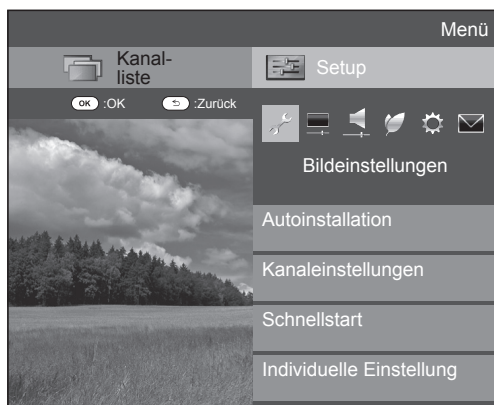 Menü
Kanal-
liste
Setup
OK :OK :Zurück
Bildeinstellungen
Autoinstallation
Kanaleinstellungen
Schnellstart
Individuelle Einstellung